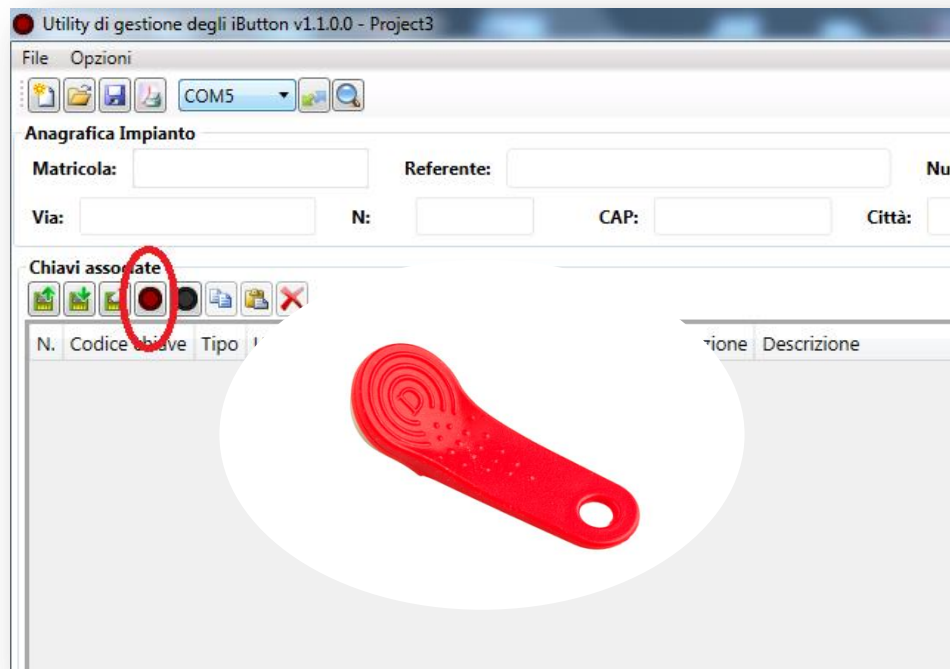 Utility di gestione degli iButton v1.1.0.0 - Project3
File Opzioni
COM5
Anagrafica Impianto
Matricola: Referente:
Via: N: CAP: Città:
Chiavi associate
N. Codice chiave Tipo Descrizione
D